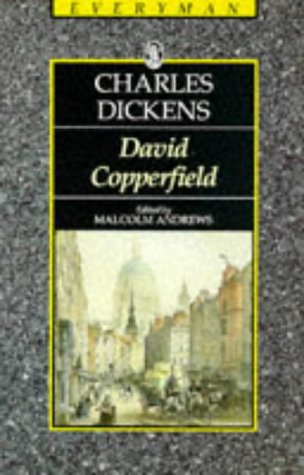 EVERYMAN
CHARLES
DICKENS
David
Copperfield
Edited by
MALCOLM ANDREWS